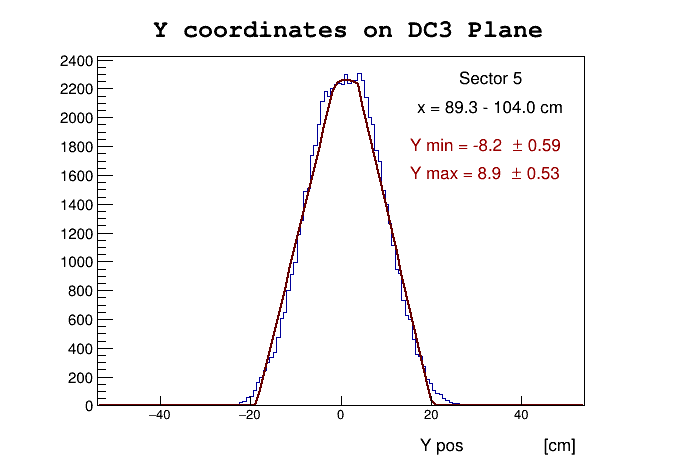 Y coordinates on DC3 Plane
2400
2200
2000
1800
1600
1400
1200
1000
800
600
400
200
0
Sector 5
x = 89.3 - 104.0 cm
Y min = -8.2 ± 0.59
Y max = 8.9 ± 0.53
−40 −20 0 20 40
Y pos [cm]